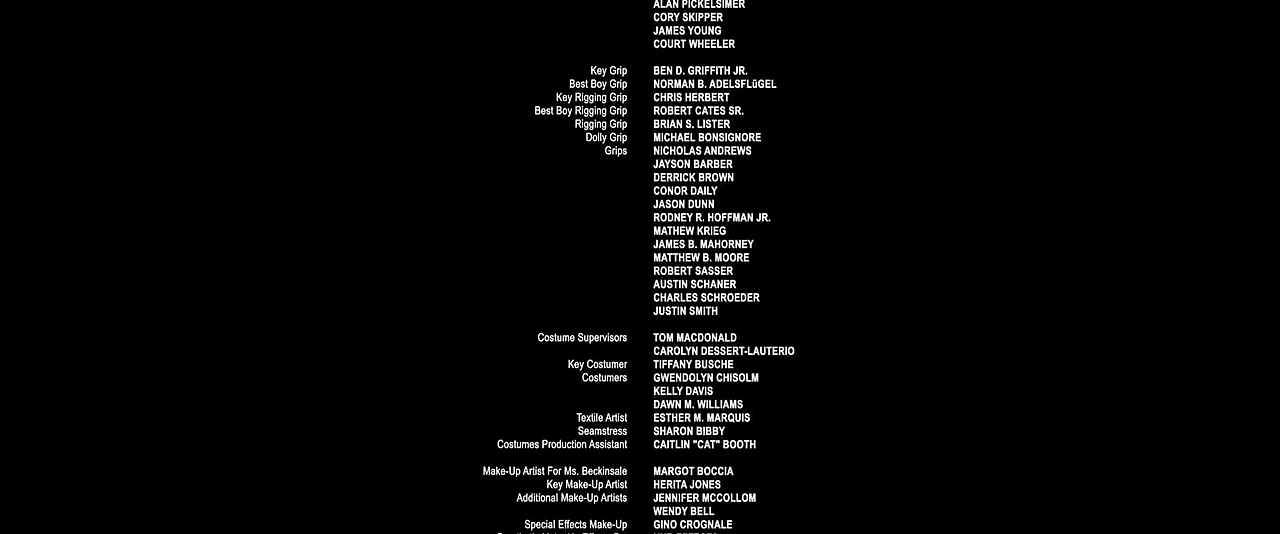 ALAN PICKELSIMER
CORY SKIPPER
JAMES YOUNG
COURT WHEELER
Key Grip BEN D. GRIFFITH JR.
Best Boy Grip NORMAN B. ADELSFLüGEL
Key Rigging Grip CHRIS HERBERT
Best Boy Rigging Grip ROBERT CATES SR.
Rigging Grip BRIAN S. LISTER
Dolly Grip MICHAEL BONSIGNORE
Grips NICHOLAS ANDREWS
JAYSON BARBER
DERRICK BROWN
CONOR DAILY
JASON DUNN
RODNEY R. HOFFMAN JR.
MATHEW KRIEG
JAMES B. MAHORNEY
MATTHEW B. MOORE
ROBERT SASSER
AUSTIN SCHANER
CHARLES SCHROEDER
JUSTIN SMITH
Costume Supervisors TOM MACDONALD
CAROLYN DESSERT-LAUTERIO
Key Costumer TIFFANY BUSCHE
Costumers GWENDOLYN CHISOLM
KELLY DAVIS
DAWN M. WILLIAMS
Textile Artist ESTHER M. MARQUIS
Seamstress SHARON BIBBY
Costumes Production Assistant CAITLIN "CAT" BOOTH
Make-Up Artist For Ms. Beckinsale MARGOT BOCCIA
Key Make-Up Artist HERITA JONES
Additional Make-Up Artists JENNIFER MCCOLLOM
WENDY BELL
Special Effects Make-Up GINO CROGNALE